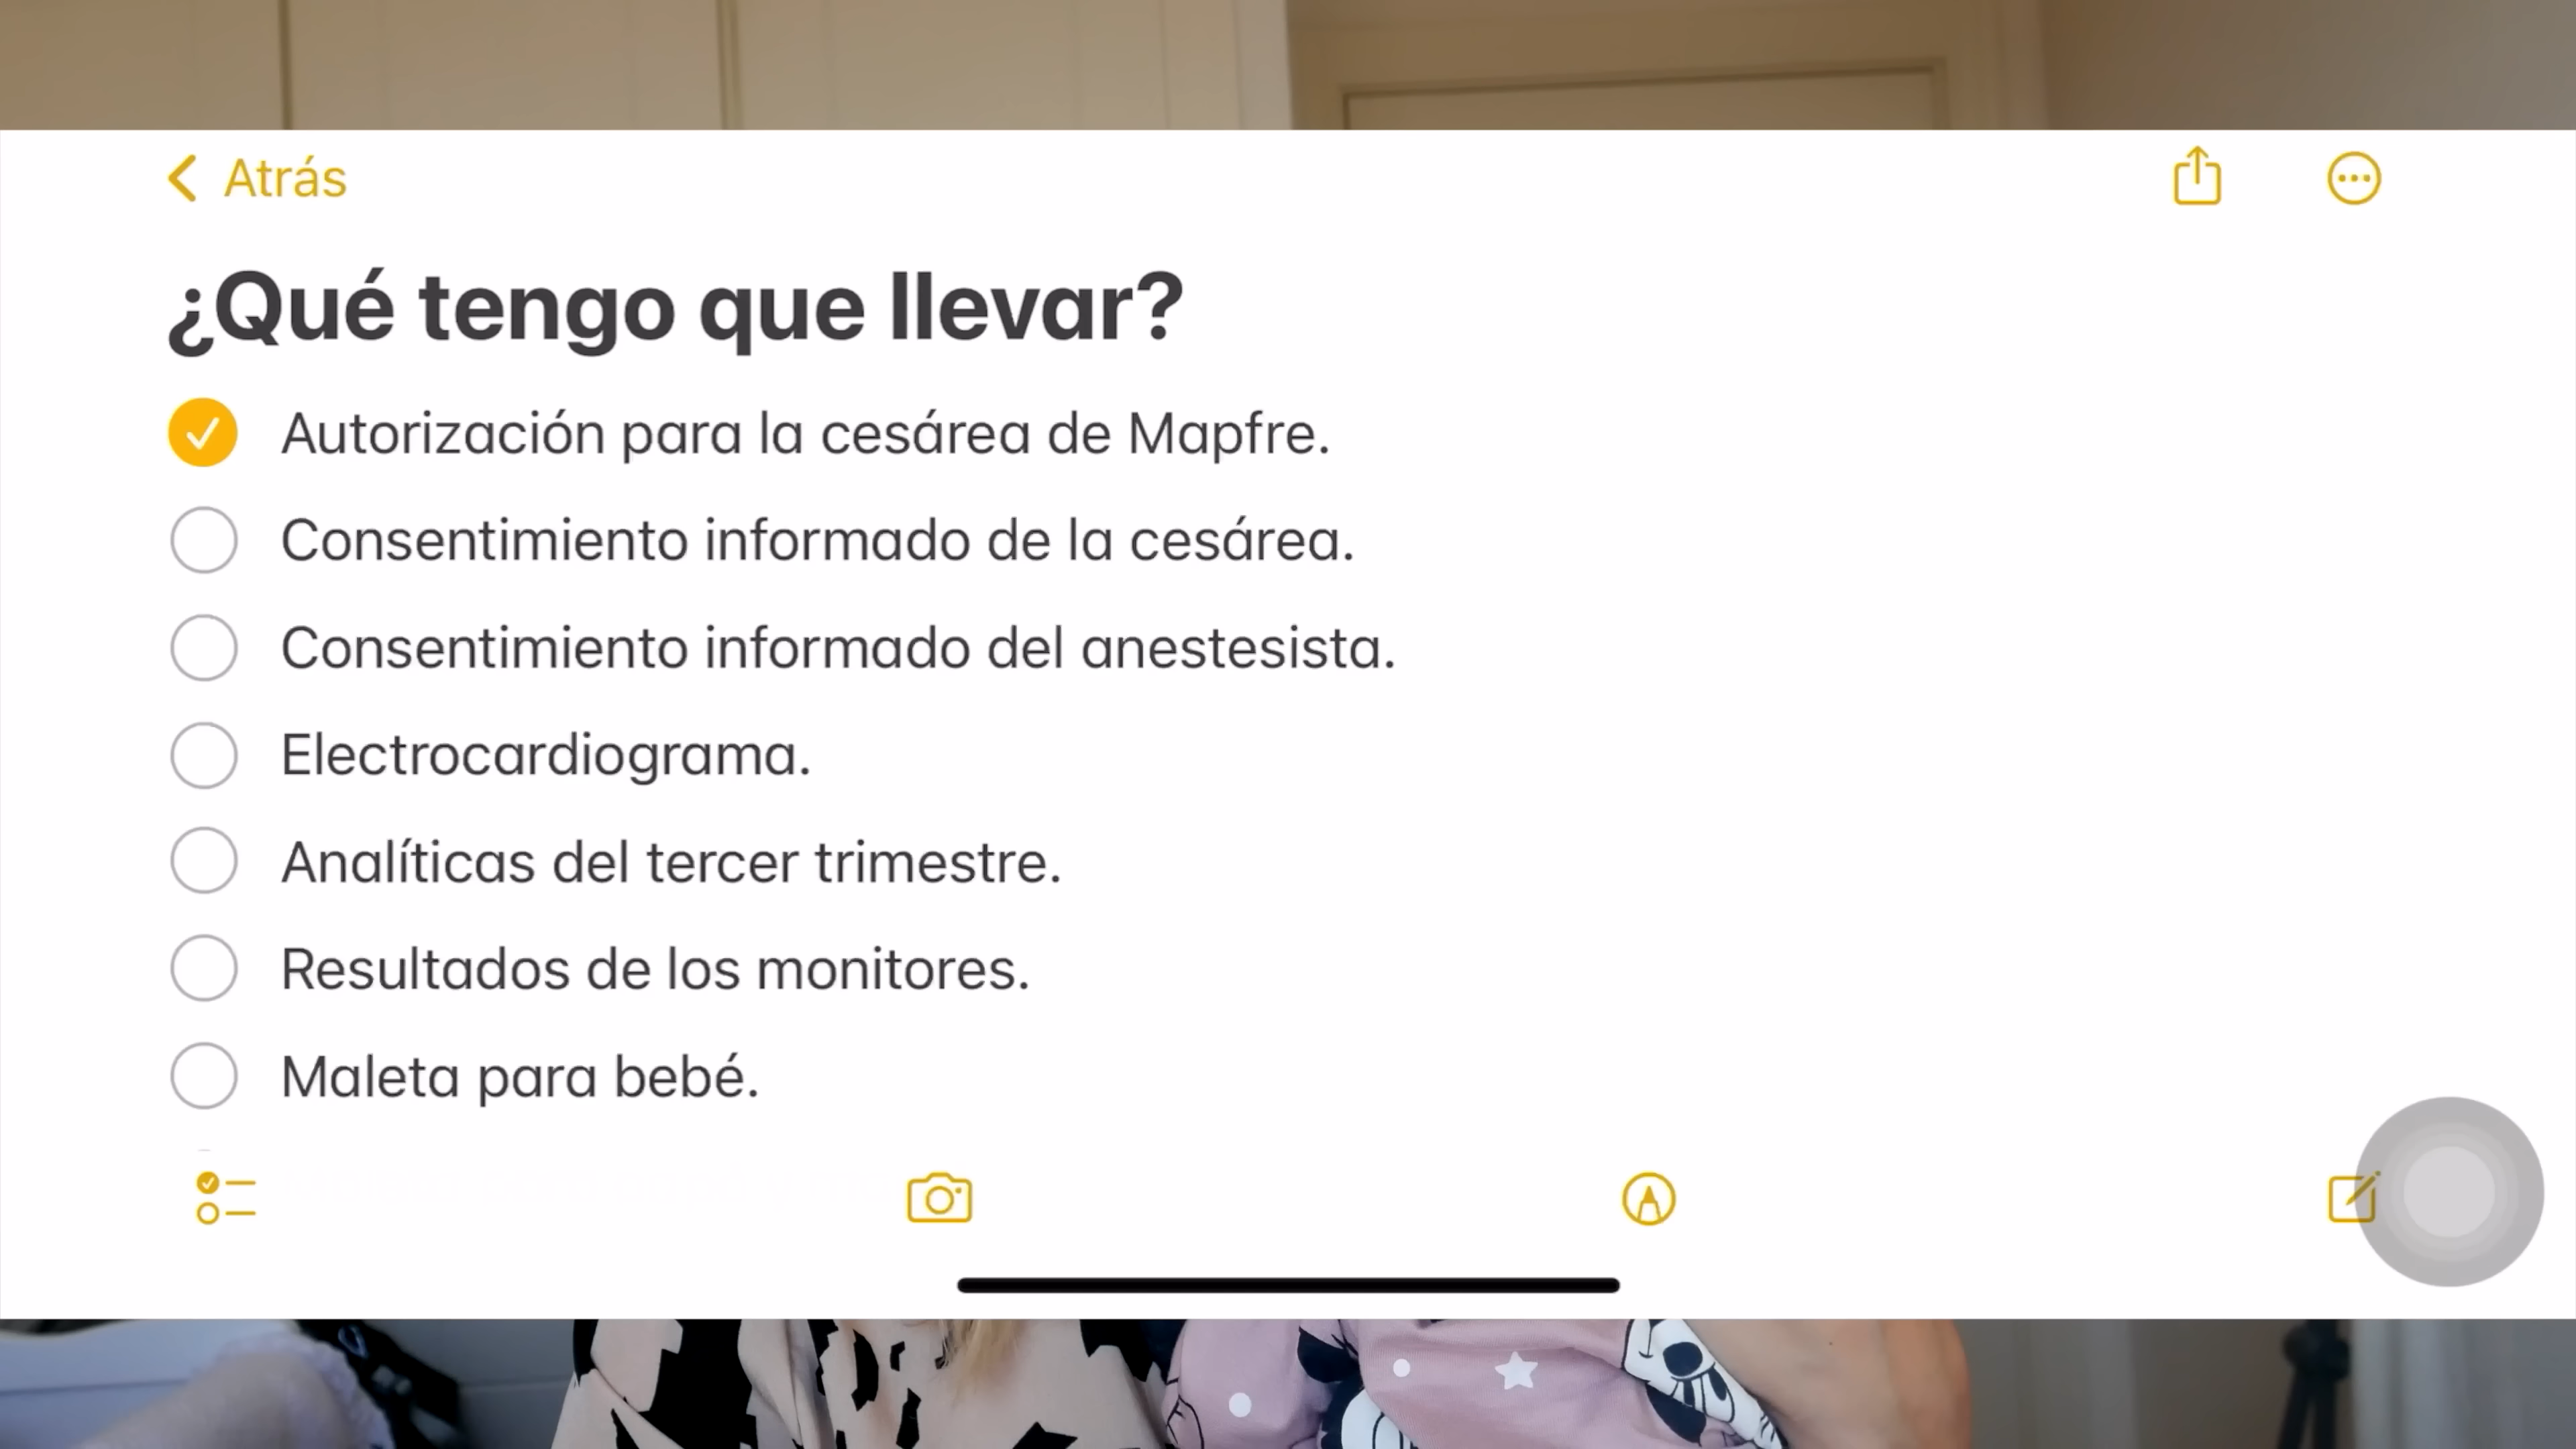 Atrás
¿Qué tengo que llevar?
Autorización para la cesárea de Mapfre.
Consentimiento informado de la cesárea.
Consentimiento informado del anestesista.
Electrocardiograma.
Analíticas del tercer trimestre.
Resultados de los monitores.
Maleta para bebé.